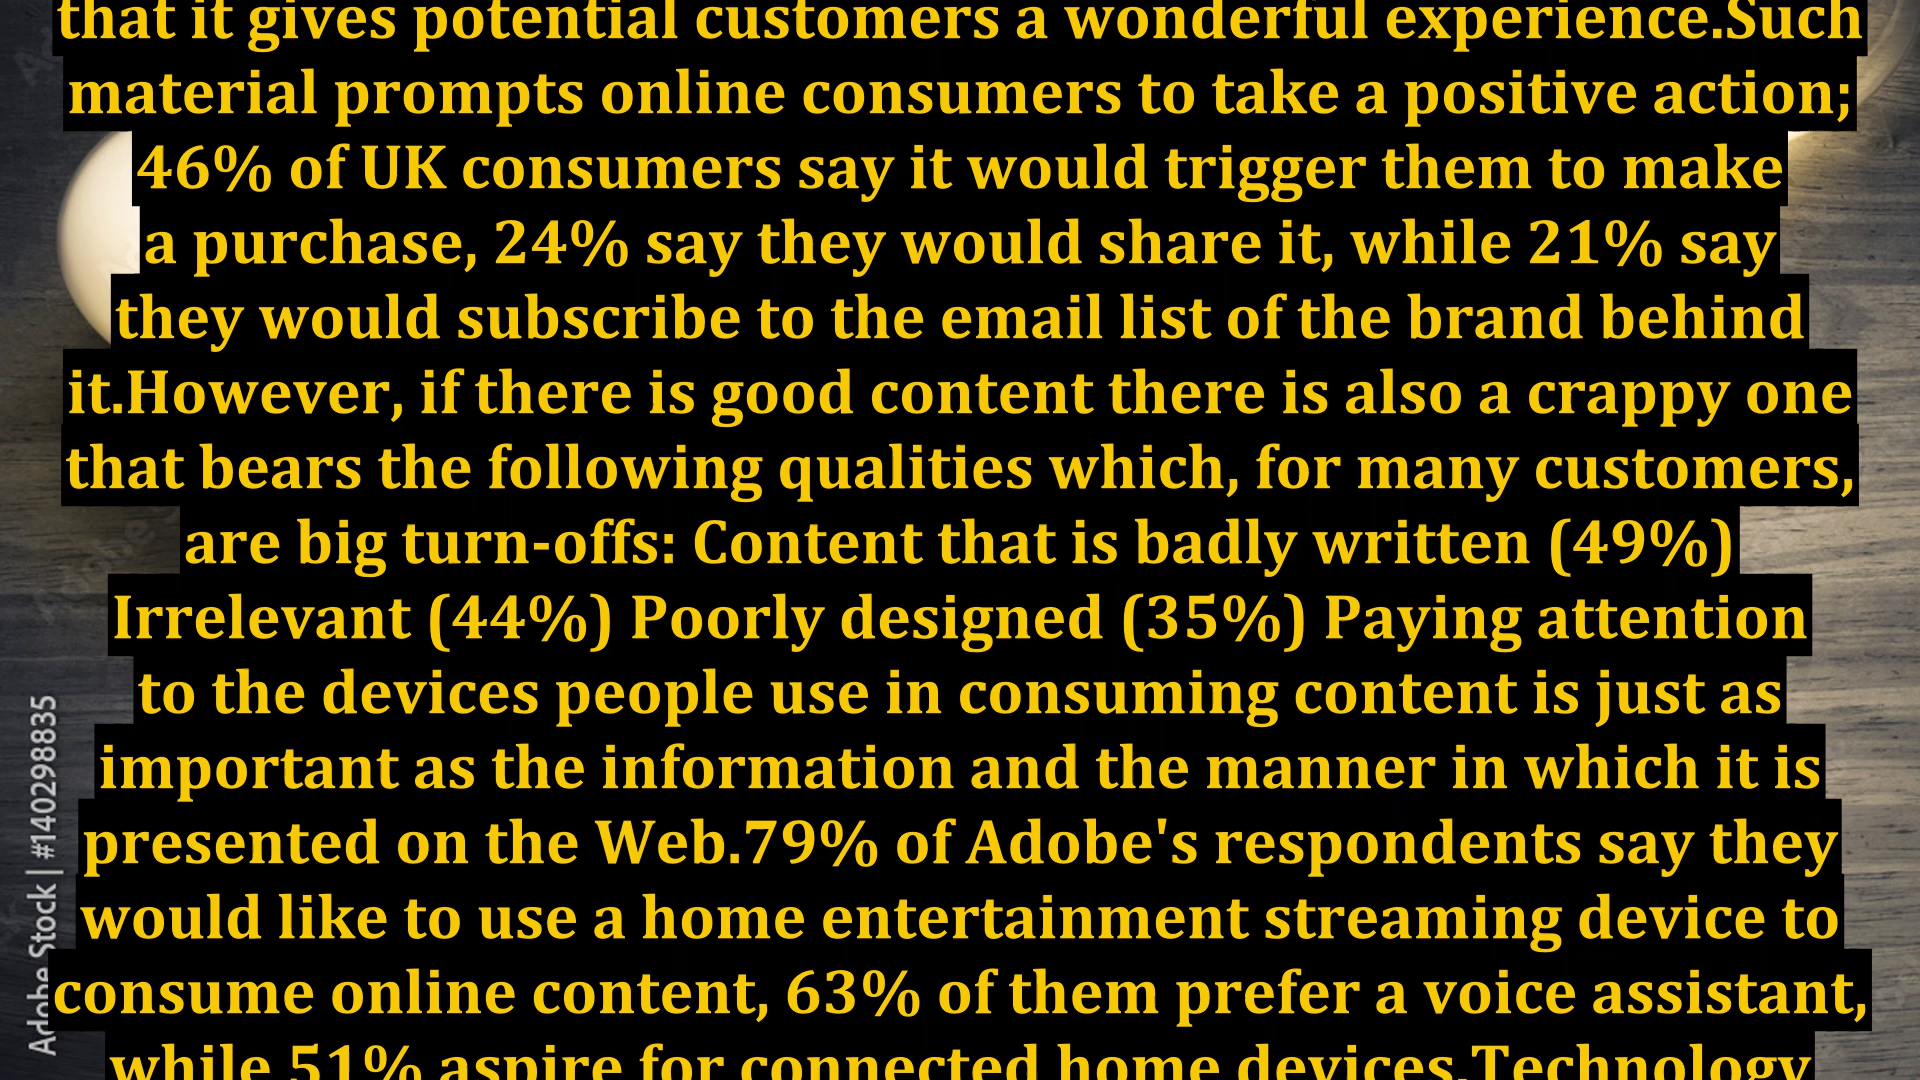 that it gives potential customers a wonderful experience.Such
material prompts online consumers to take a positive action;
46% of UK consumers say it would trigger them to make
a purchase, 24% say they would share it, while 21% say
they would subscribe to the email list of the brand behind
it.However, if there is good content there is also a crappy one
that bears the following qualities which, for many customers,
are big turn-offs: Content that is badly written (49%)
Irrelevant (44%) Poorly designed (35%) Paying attention
to the devices people use in consuming content is just as
important as the information and the manner in which it is
presented on the Web.79% of Adobe's respondents say they
would like to use a home entertainment streaming device to
consume online content, 63% of them prefer a voice assistant,
while 51% aspire for connected home devices.Technology
Adobe Stock | #140298835